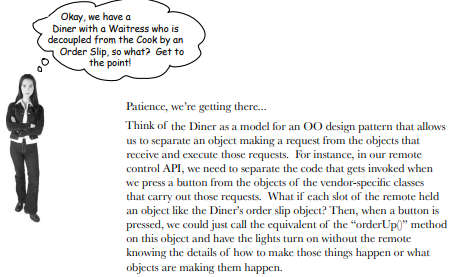 Okay, we have a
Diner with a Waitress who is
decoupled from the Cook by an
Order Slip, so what?  Get to
the point!
Patience, we're getting there...
Think of the Diner as a model for an OO design pattern that allows
us to separate an object making a request from the objects that
receive and execute those requests.  For instance, in our remote
control API, we need to separate the code that gets invoked when
we press a button from the objects of the vendor-specific classes
that carry out those requests.  What if each slot of the remote held
an object like the Diner's order slip object? Then, when a button is
pressed, we could just call the equivalent of the "orderUp()" method
on this object and have the lights turn on without the remote
knowing the details of how to make those things happen or what
objects are making them happen.